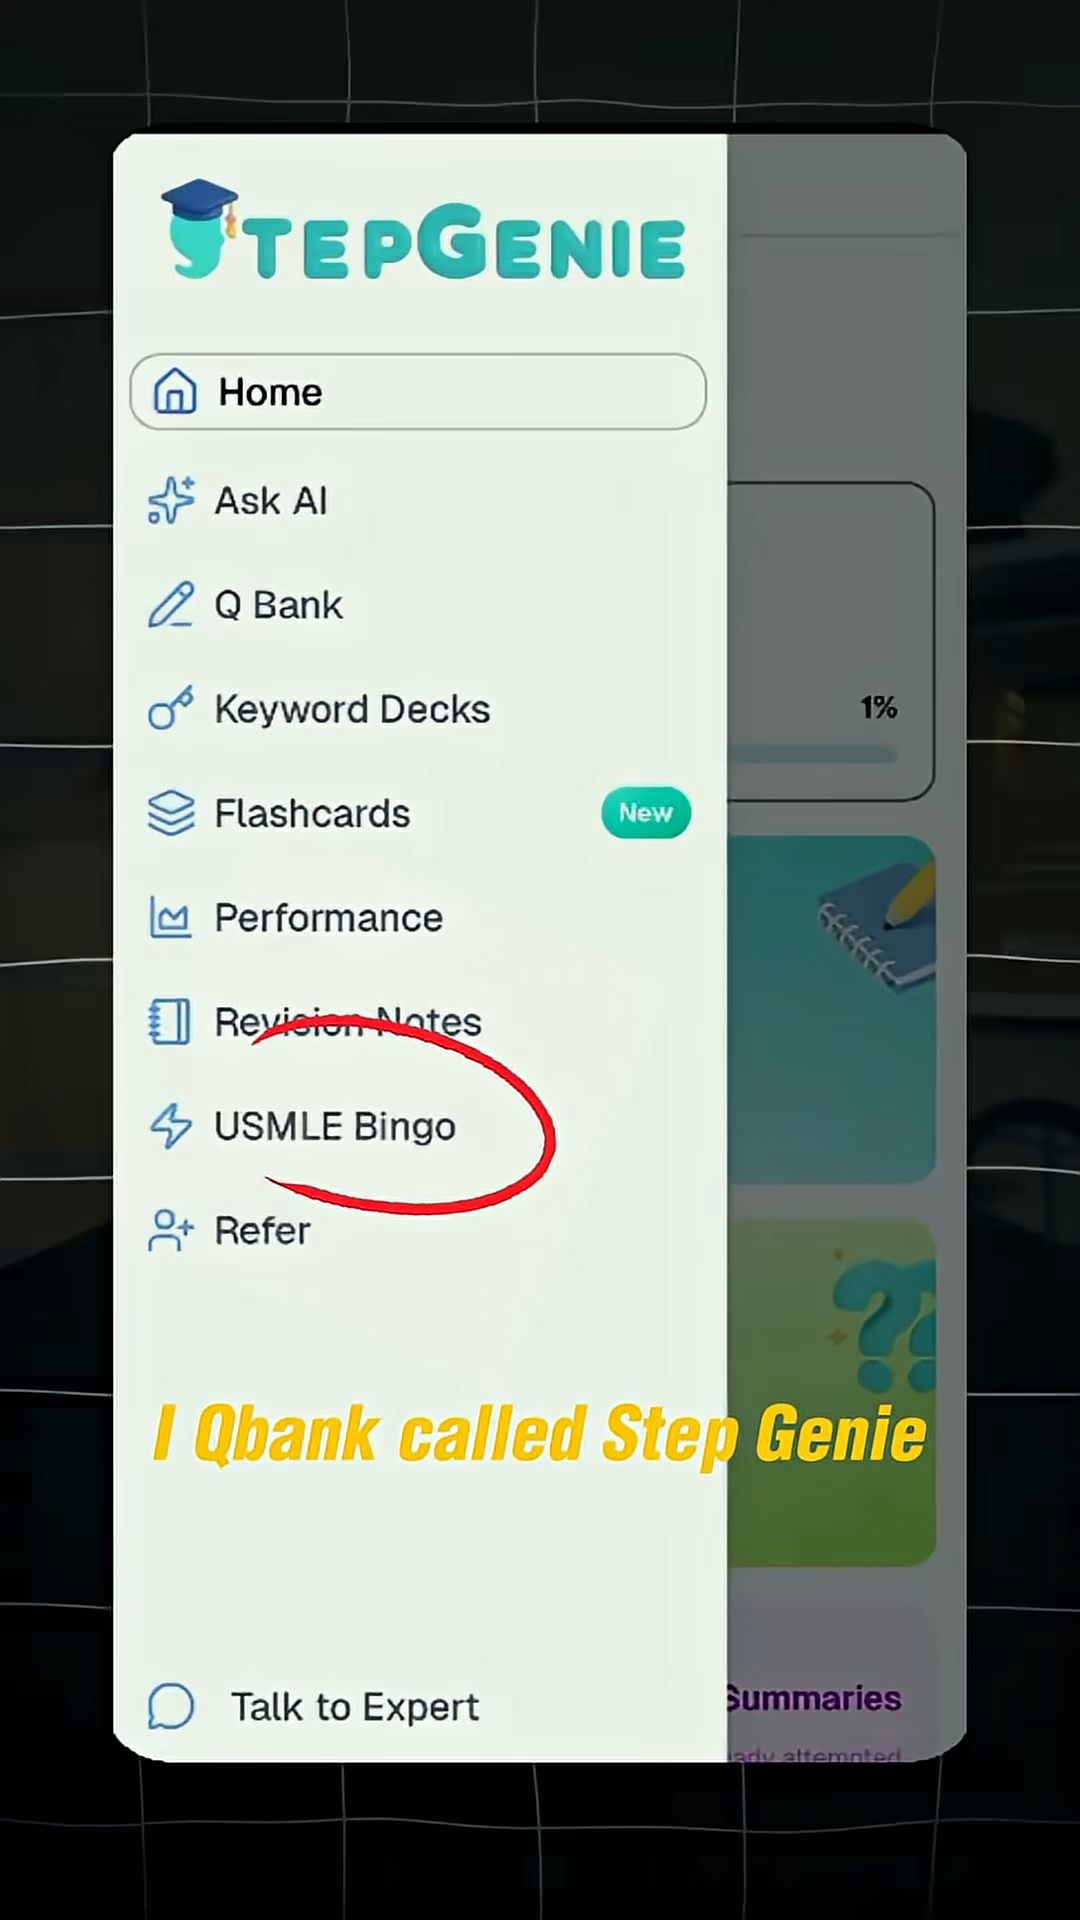 STEPGENIE
Home
Ask AI
Q Bank
Keyword Decks
1%
Flashcards
New
Performance
Revision Notes
USMLE Bingo
Refer
I Qbank called Step Genie
Talk to Expert
Summaries
attempted